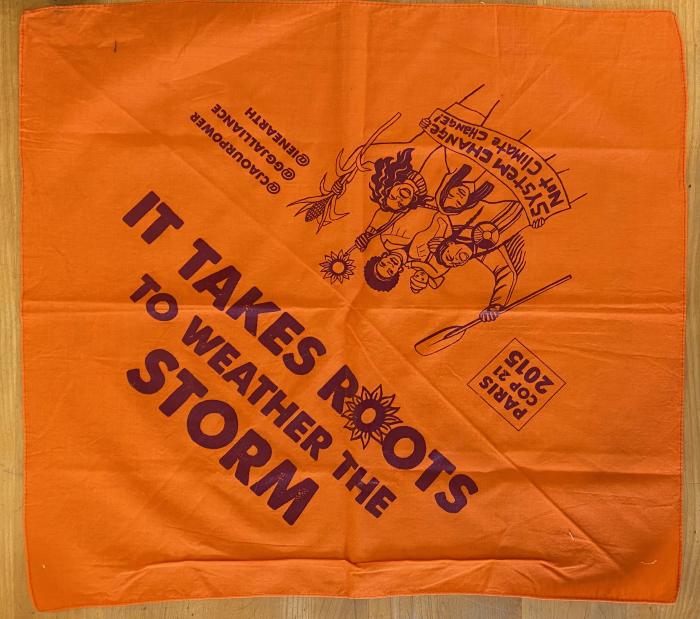 IT TAKES ROOTS
TO WEATHER THE
STORM
SYSTEM CHANGE
NOT CLIMATE CHANGE!
@CJAOURPOWER
@GGJALLIANCE
@IENEARTH
PARIS
COP 21
2015